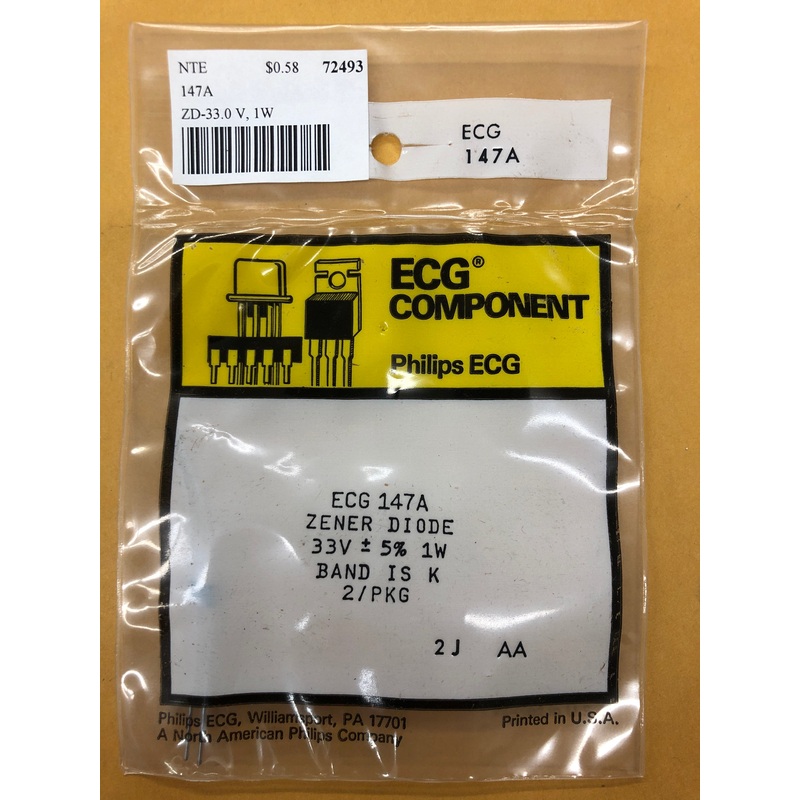 NTE $0.58 72493
147A
ZD-33.0 V, 1W
ECG
147A
ECG®
COMPONENT
Philips ECG
ECG 147A
ZENER DIODE
33V ± 5% 1W
BAND IS K
2/PKG
2J AA
Philips ECG, Williamsport, PA 17701
A North American Philips Company
Printed in U.S.A.